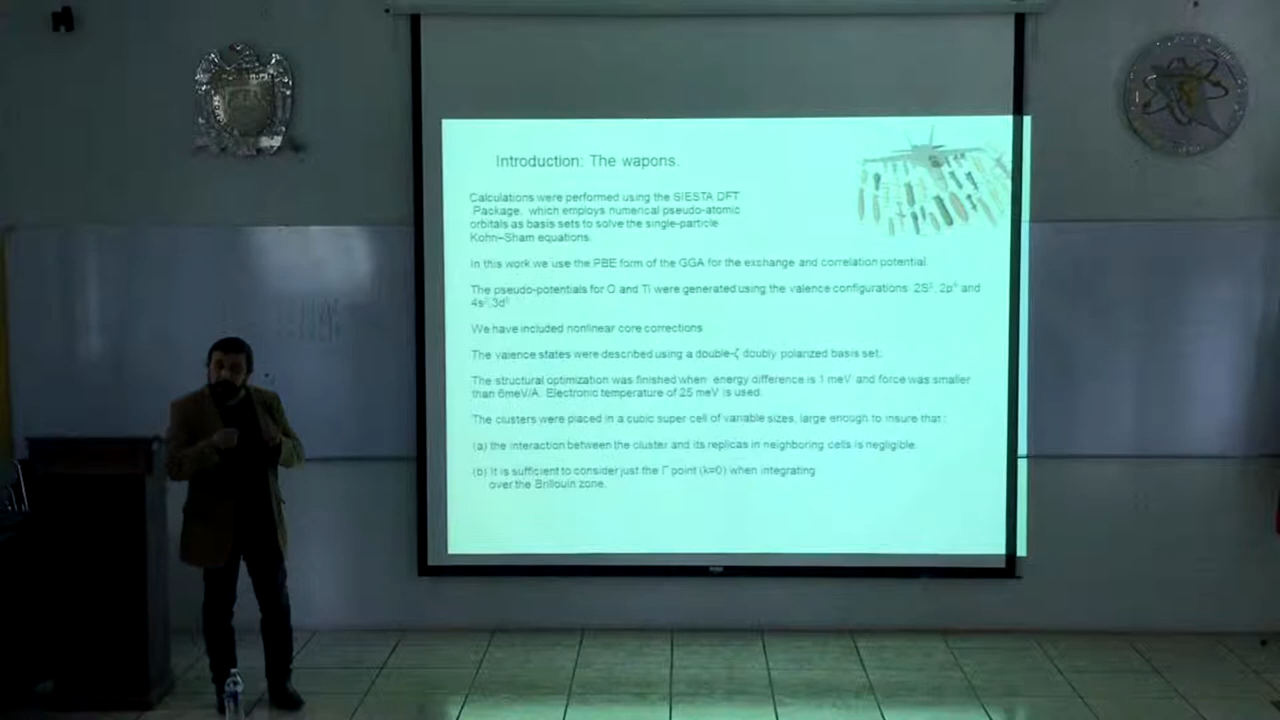 Introduction: The wapons.
Calculations were performed using the SIESTA DFT
Package, which employs numerical pseudo-atomic
orbitals as basis sets to solve the single-particle
Kohn–Sham equations.
In this work we use the PBE form of the GGA for the exchange and correlation potential.
The pseudo-potentials for O and Ti were generated using the valence configurations 2S², 2p⁴ and
4s², 3d²
We have included nonlinear core corrections
The valence states were described using a double-ζ doubly polarized basis set.
The structural optimization was finished when energy difference is 1 meV and force was smaller
than 6meV/A. Electronic temperature of 25 meV is used.
The clusters were placed in a cubic super cell of variable sizes, large enough to insure that :
(a) the interaction between the cluster and its replicas in neighboring cells is negligible.
(b) It is sufficient to consider just the Γ point (k=0) when integrating
over the Brillouin zone.